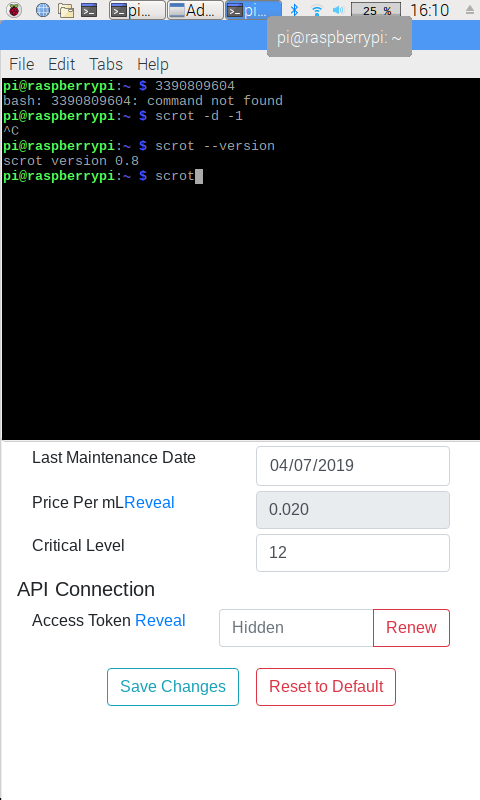 pi... Ad... pi... 25 % 16:10
pi@raspberrypi: ~
File Edit Tabs Help
pi@raspberrypi:~ $ 3390809604
bash: 3390809604: command not found
pi@raspberrypi:~ $ scrot -d -1
^C
pi@raspberrypi:~ $ scrot --version
scrot version 0.8
pi@raspberrypi:~ $ scrot
Last Maintenance Date 04/07/2019
Price Per mLReveal 0.020
Critical Level 12
API Connection
Access Token Reveal Hidden Renew
Save Changes Reset to Default